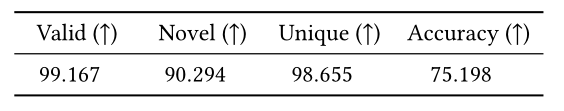 Valid (↑) Novel (↑) Unique (↑) Accuracy (↑)
99.167 90.294 98.655 75.198